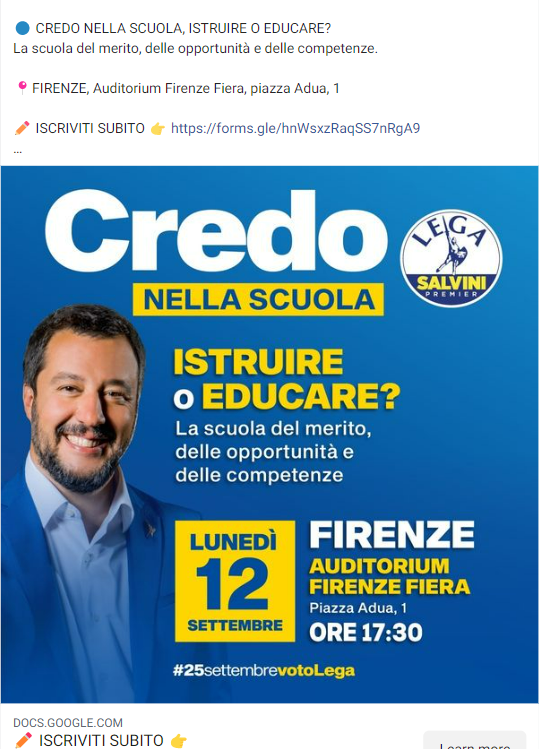 🔵 CREDO NELLA SCUOLA, ISTRUIRE O EDUCARE?
La scuola del merito, delle opportunità e delle competenze.
📍 FIRENZE, Auditorium Firenze Fiera, piazza Adua, 1
✏️ ISCRIVITI SUBITO 👉 https://forms.gle/hnWsxzRaqSS7nRgA9
...
Credo
LEGA
SALVINI
PREMIER
NELLA SCUOLA
ISTRUIRE
o EDUCARE?
La scuola del merito,
delle opportunità e
delle competenze
LUNEDÌ
12
SETTEMBRE
FIRENZE
AUDITORIUM
FIRENZE FIERA
Piazza Adua, 1
ORE 17:30
#25settembrevotoLega
DOCS.GOOGLE.COM
✏️ ISCRIVITI SUBITO 👉
Learn more